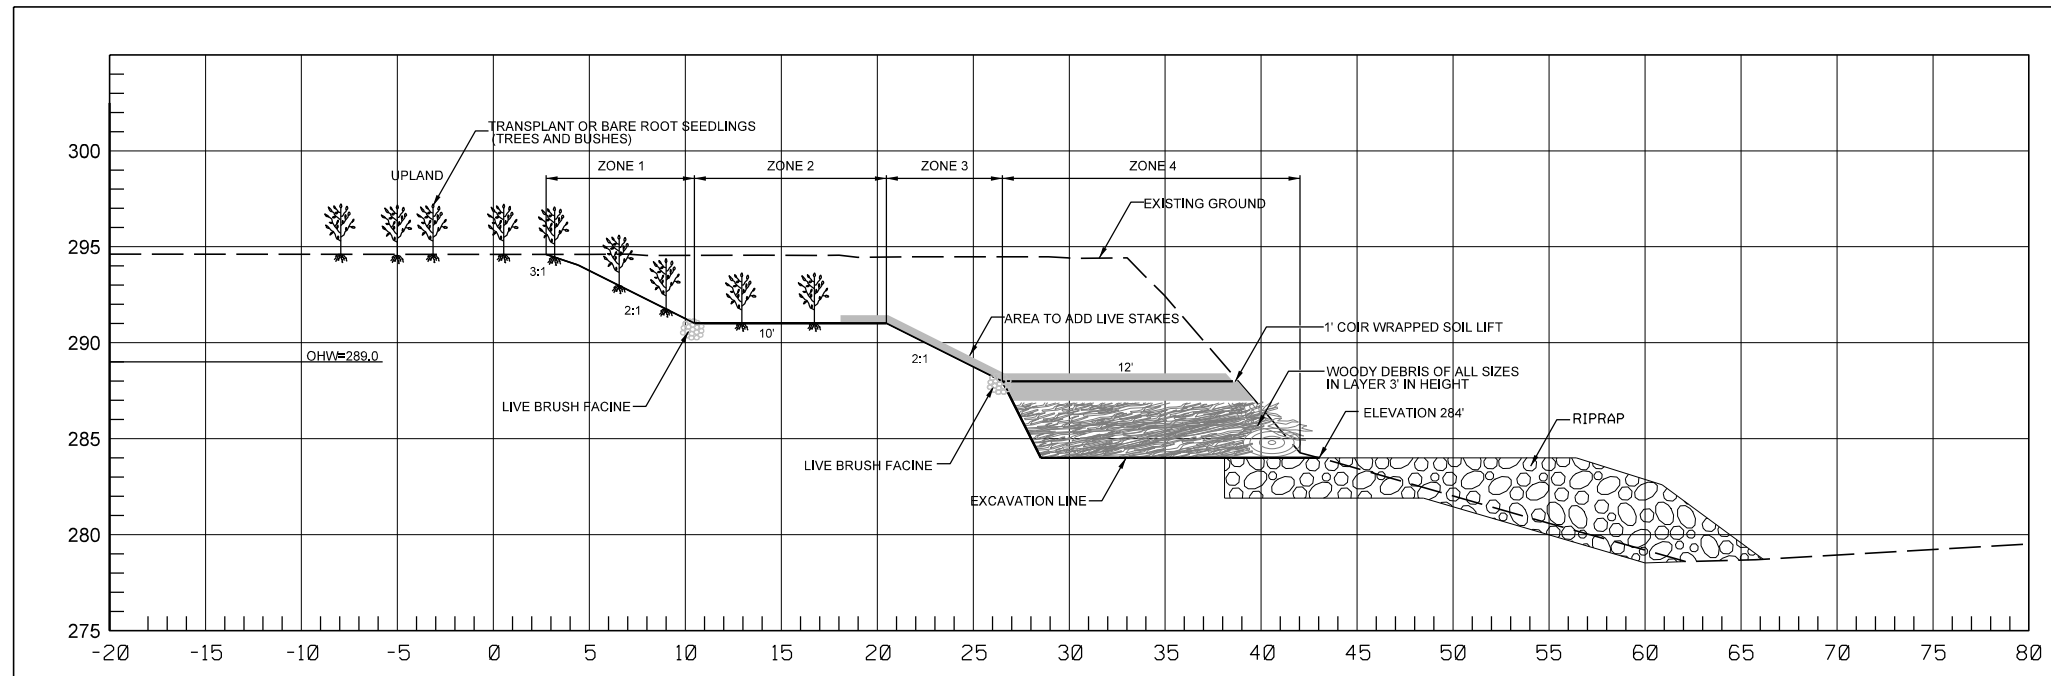 TRANSPLANT OR BARE ROOT SEEDLINGS
(TREES AND BUSHES)
300
ZONE 1
ZONE 2
ZONE 3
ZONE 4
UPLAND
EXISTING GROUND
295
3:1
2:1
10'
AREA TO ADD LIVE STAKES
1' COIR WRAPPED SOIL LIFT
290
OHW=289.0
2:1
12'
WOODY DEBRIS OF ALL SIZES
IN LAYER 3' IN HEIGHT
LIVE BRUSH FACINE
ELEVATION 284'
RIPRAP
285
LIVE BRUSH FACINE
EXCAVATION LINE
280
275
-20 -15 -10 -5 0 5 10 15 20 25 30 35 40 45 50 55 60 65 70 75 80